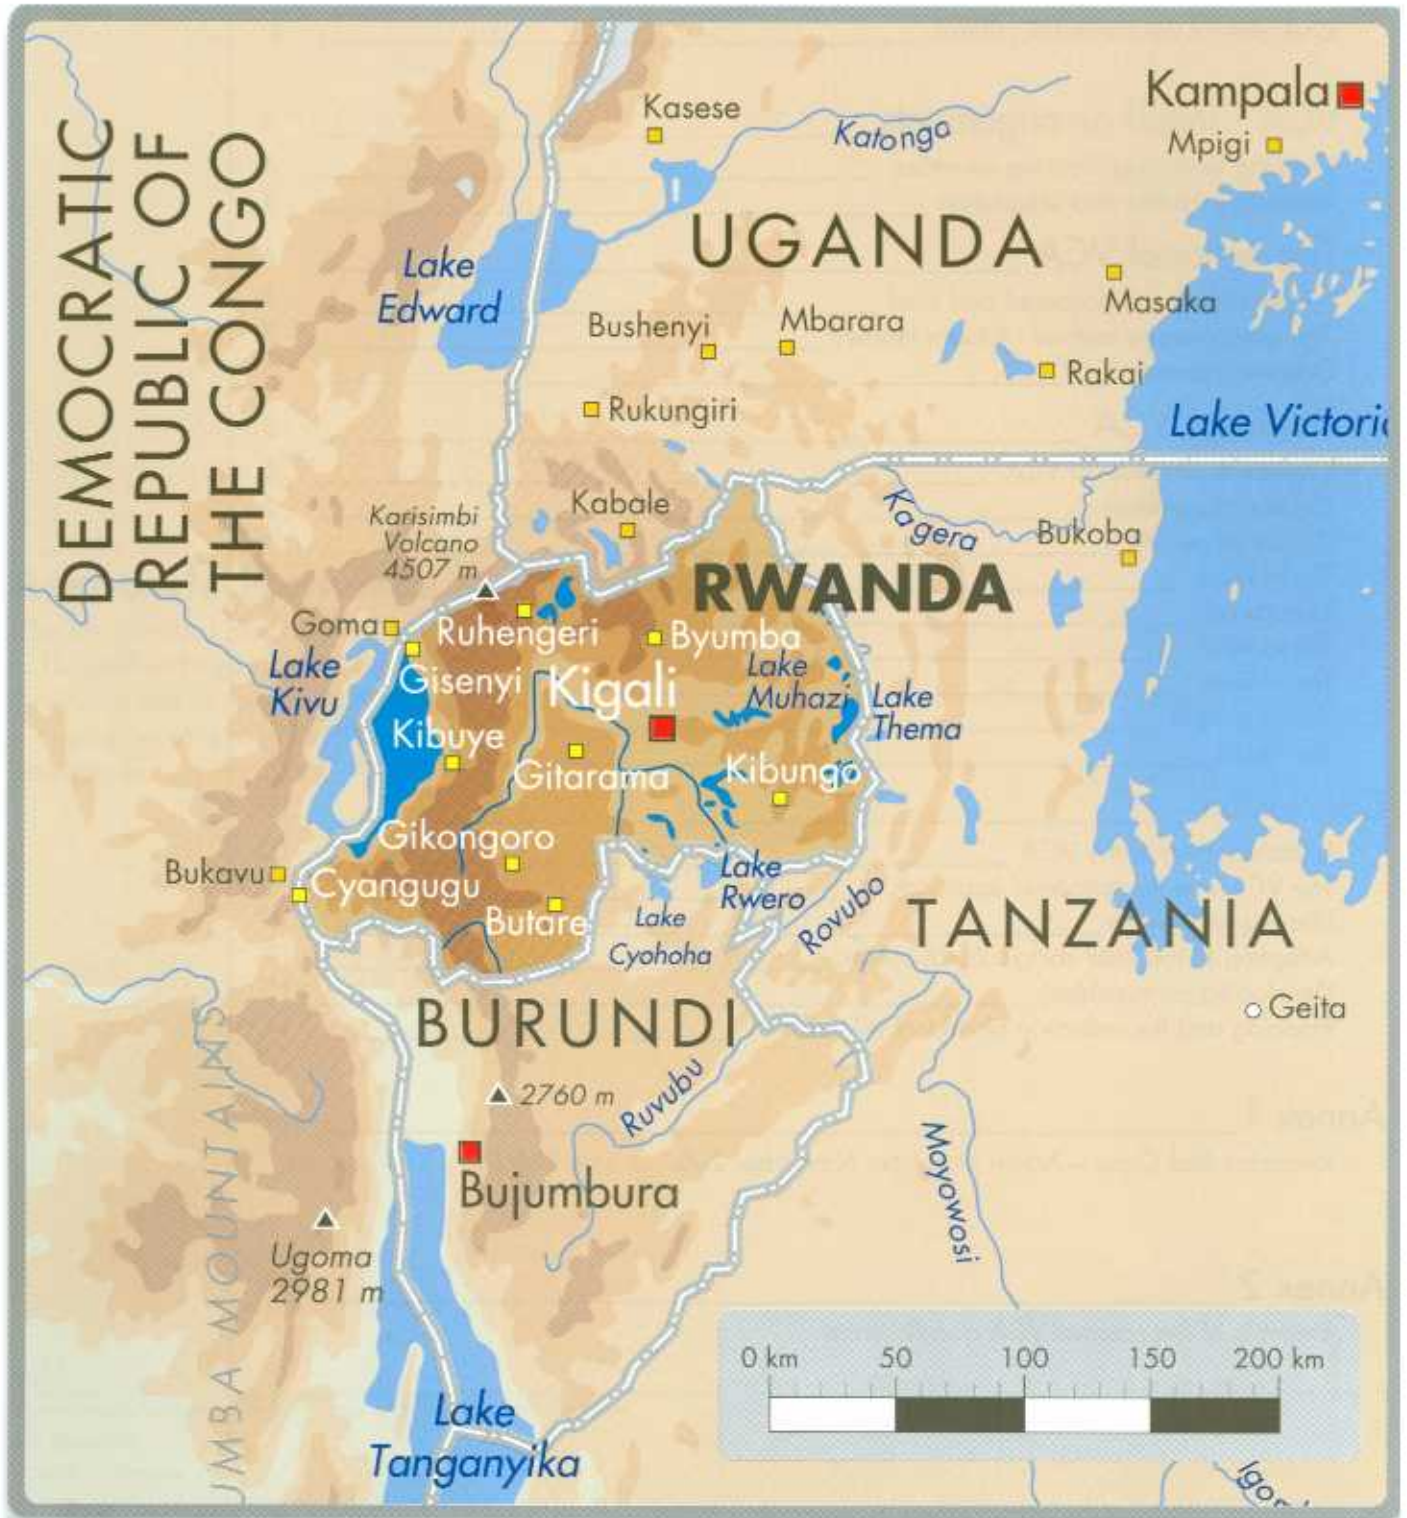 DEMOCRATIC
REPUBLIC OF
THE CONGO
Kampala
Mpigi
Kasese
Katonga
UGANDA
Lake
Edward
Masaka
Bushenyi
Mbarara
Rakai
Rukungiri
Lake Victoria
Karisimbi
Volcano
4507 m
Kabale
Kagera
Bukoba
RWANDA
Goma
Ruhengeri
Byumba
Lake
Kivu
Gisenyi
Kigali
Lake
Muhazi
Lake
Thema
Kibuye
Gitarama
Kibungo
Gikongoro
Bukavu
Cyangugu
Butare
Lake
Rwero
Lake
Cyohoha
Rovubo
TANZANIA
Geita
BURUNDI
2760 m
Ruvubu
Bujumbura
Moyowosi
Ugoma
2981 m
UMBA MOUNTAINS
Lake
Tanganyika
0 km 50 100 150 200 km